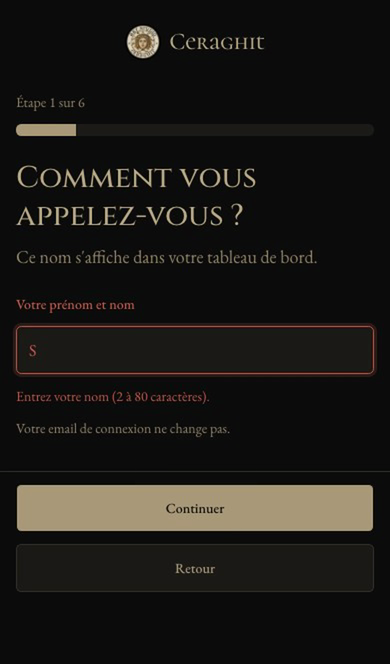 Ceraghit
Étape 1 sur 6
Comment vous
appelez-vous ?
Ce nom s'affiche dans votre tableau de bord.
Votre prénom et nom
S
Entrez votre nom (2 à 80 caractères).
Votre email de connexion ne change pas.
Continuer
Retour